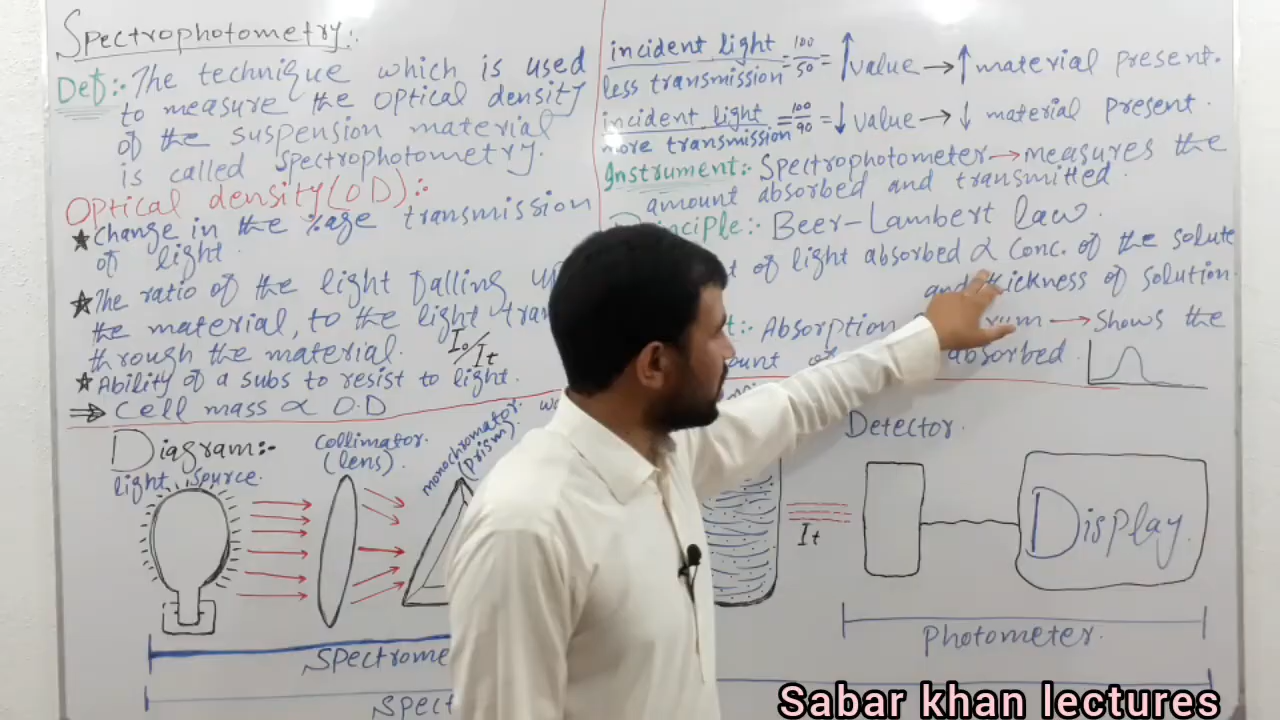 Spectrophotometry:.
Def:- The technique which is used
to measure the optical density
of the suspension material
is called spectrophotometry.
Optical density (OD):-
★ Change in the %age transmission
of light.
★ The ratio of the light falling
the material, to the light
through the material. Io/It
★ Ability of a subs to resist to light.
⇒ Cell mass ∝ O.D
incident light
less transmission = 100/50 = ↑ value → ↑ material present.
incident light
more transmission = 100/90 = ↓ value → ↓ material present.
Instrument:- Spectrophotometer → measures the
amount absorbed and transmitted.
Beer-Lambert law.
of light absorbed ∝ conc. of the solute
and thickness of solution.
Absorption → shows the
absorbed.
Diagram:-
light source.
Collimator.
(lens).
monochromator.
(Prism).
It
Detector.
Display
Photometer.
Sabar khan lectures